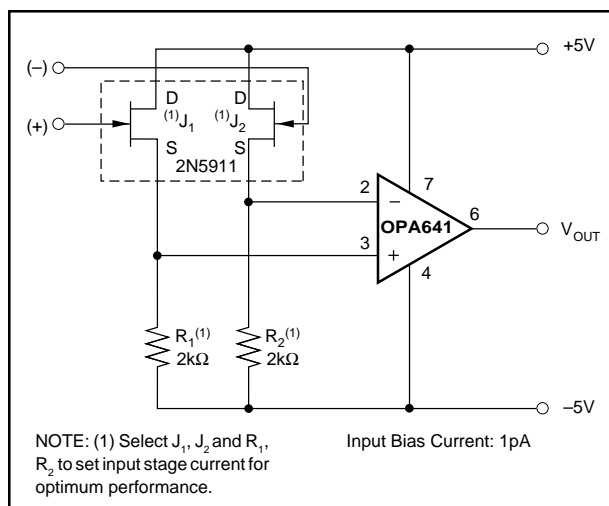 +5V
(–)
(+)
D
D
(1)J1
(1)J2
S
S
2N5911
2
–
7
OPA641
6
VOUT
3
+
4
R1(1)
2kΩ
R2(1)
2kΩ
–5V
NOTE: (1) Select J1, J2 and R1,
R2 to set input stage current for
optimum performance.
Input Bias Current: 1pA